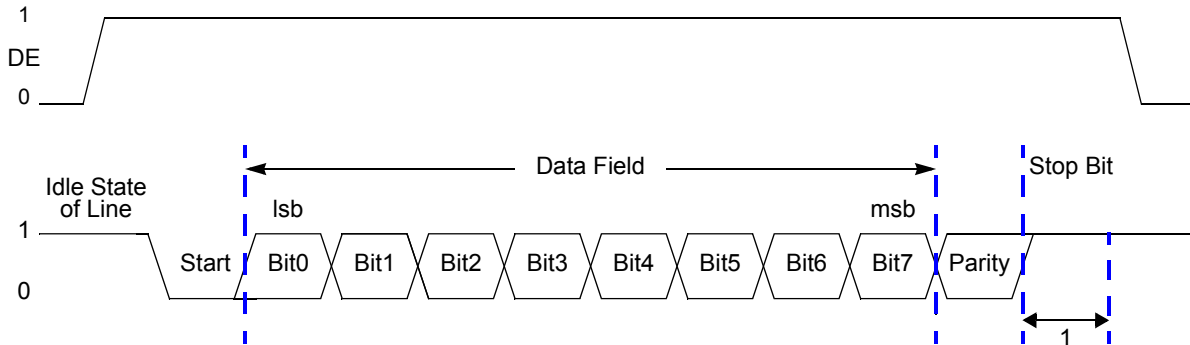 1
DE
0
Data Field
Stop Bit
Idle State
of Line
lsb
msb
1
Start Bit0 Bit1 Bit2 Bit3 Bit4 Bit5 Bit6 Bit7 Parity
0
1